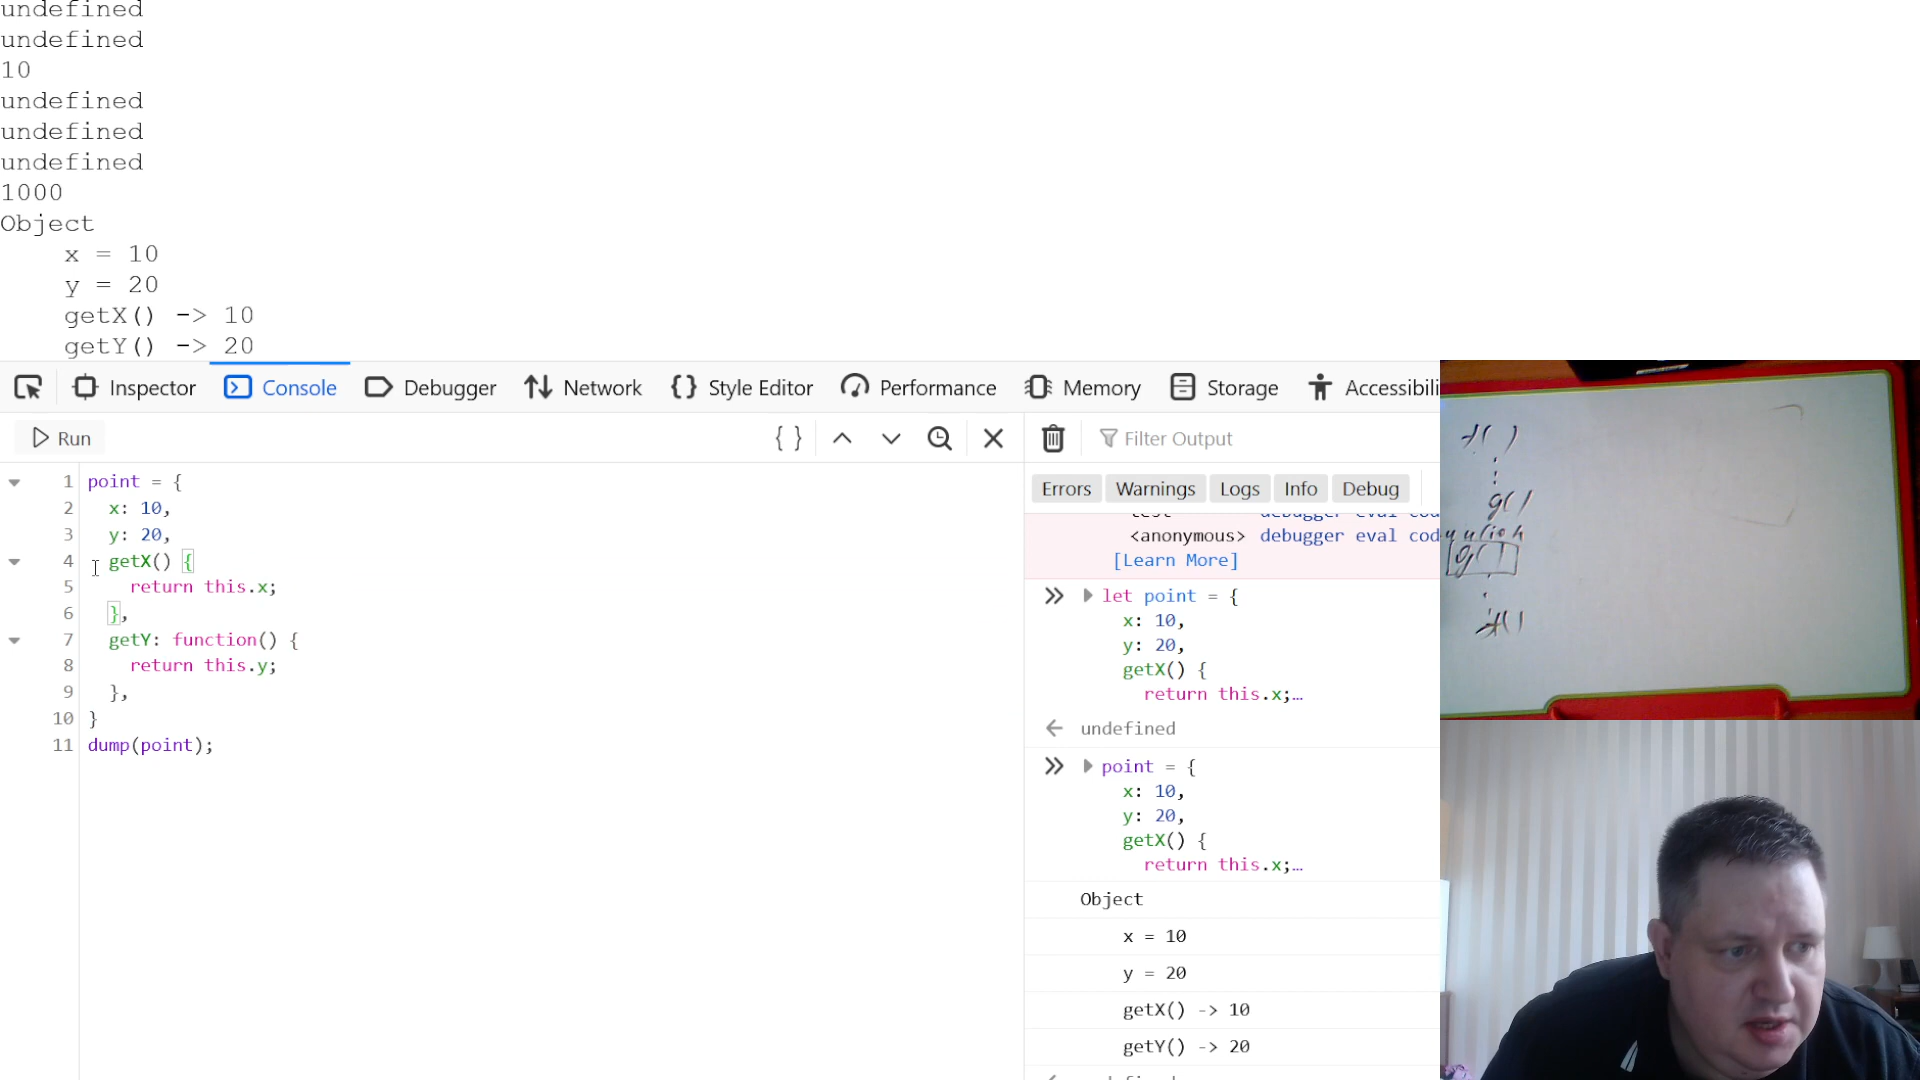 undefined
undefined
10
undefined
undefined
undefined
1000
Object
x = 10
y = 20
getX() -> 10
getY() -> 20
Inspector Console Debugger Network Style Editor Performance Memory Storage Accessibili
Run
Filter Output
Errors Warnings Logs Info Debug
1 point = {
2 x: 10,
3 y: 20,
4 getX() {
5 return this.x;
6 },
7 getY: function() {
8 return this.y;
9 },
10 }
11 dump(point);
<anonymous> debugger eval cod
[Learn More]
let point = {
x: 10,
y: 20,
getX() {
return this.x;…
undefined
point = {
x: 10,
y: 20,
getX() {
return this.x;…
Object
x = 10
y = 20
getX() -> 10
getY() -> 20
g()
g()